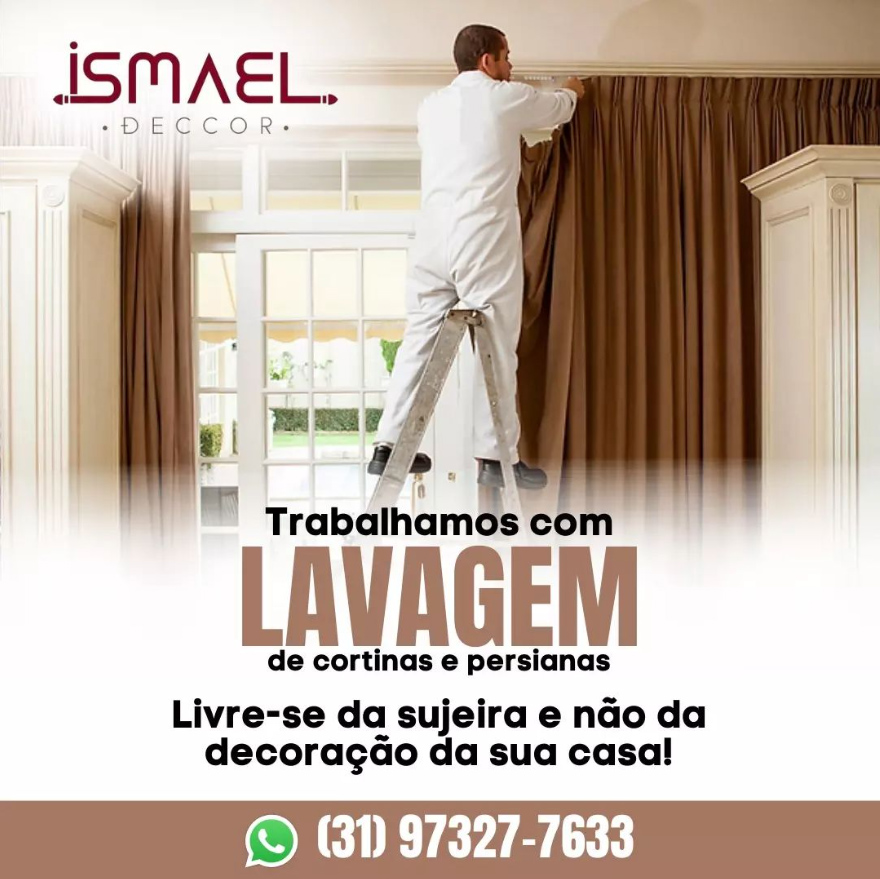 ISMAEL
• DECCOR •
Trabalhamos com
LAVAGEM
de cortinas e persianas
Livre-se da sujeira e não da
decoração da sua casa!
(31) 97327-7633